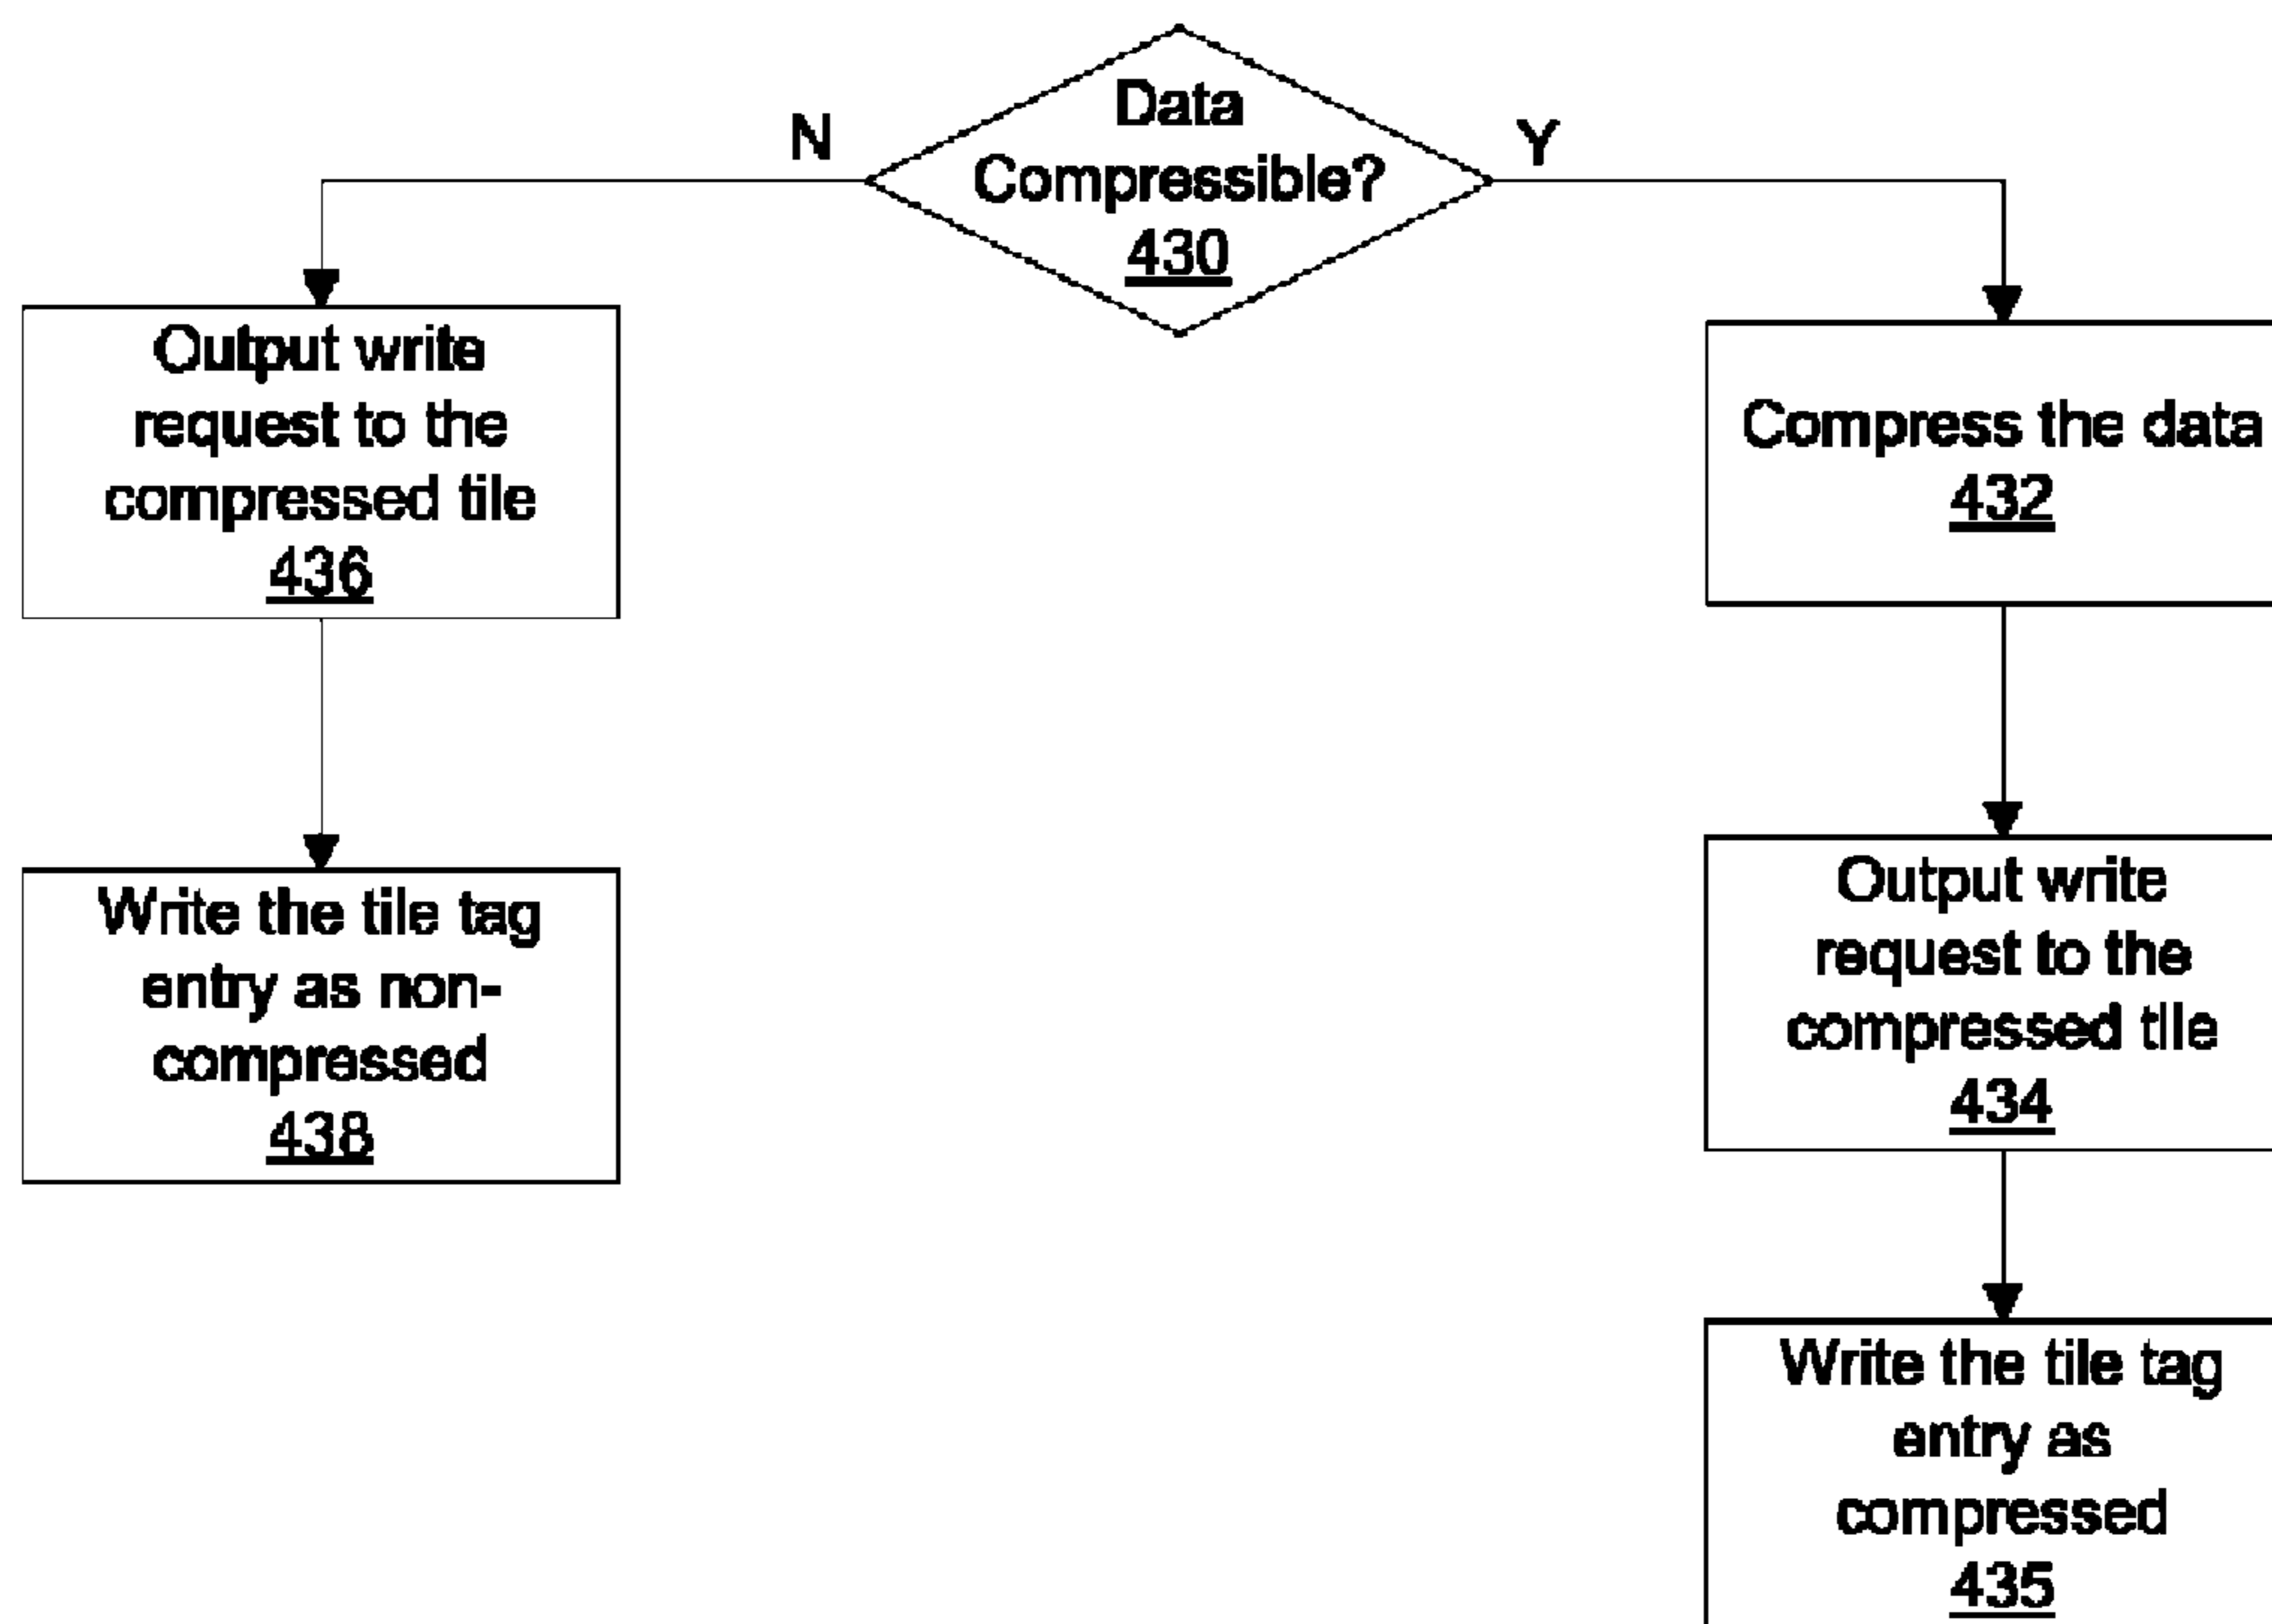 Data
Compressible?
430
N
Y
Output write
request to the
compressed tile
436
Write the tile tag
entry as non-
compressed
438
Compress the data
432
Output write
request to the
compressed tile
434
Write the tile tag
entry as
compressed
435